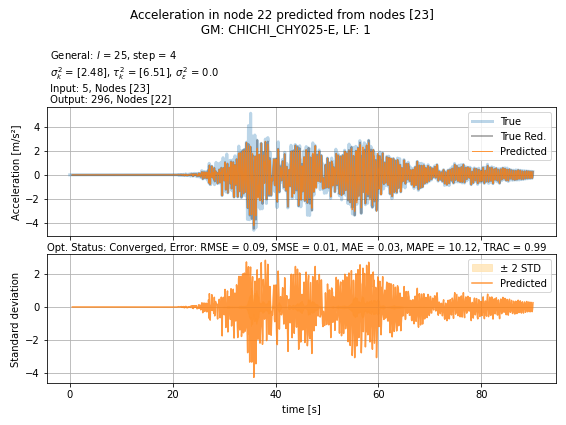 Acceleration in node 22 predicted from nodes [23]
GM: CHICHI_CHY025-E, LF: 1
General: l = 25, step = 4
σ²ₖ = [2.48], τ²ₖ = [6.51], σ²ε = 0.0
Input: 5, Nodes [23]
Output: 296, Nodes [22]
Acceleration [m/s²]
4
2
0
−2
−4
True
True Red.
Predicted
Opt. Status: Converged, Error: RMSE = 0.09, SMSE = 0.01, MAE = 0.03, MAPE = 10.12, TRAC = 0.99
Standard deviation
2
0
−2
−4
± 2 STD
Predicted
0 20 40 60 80
time [s]